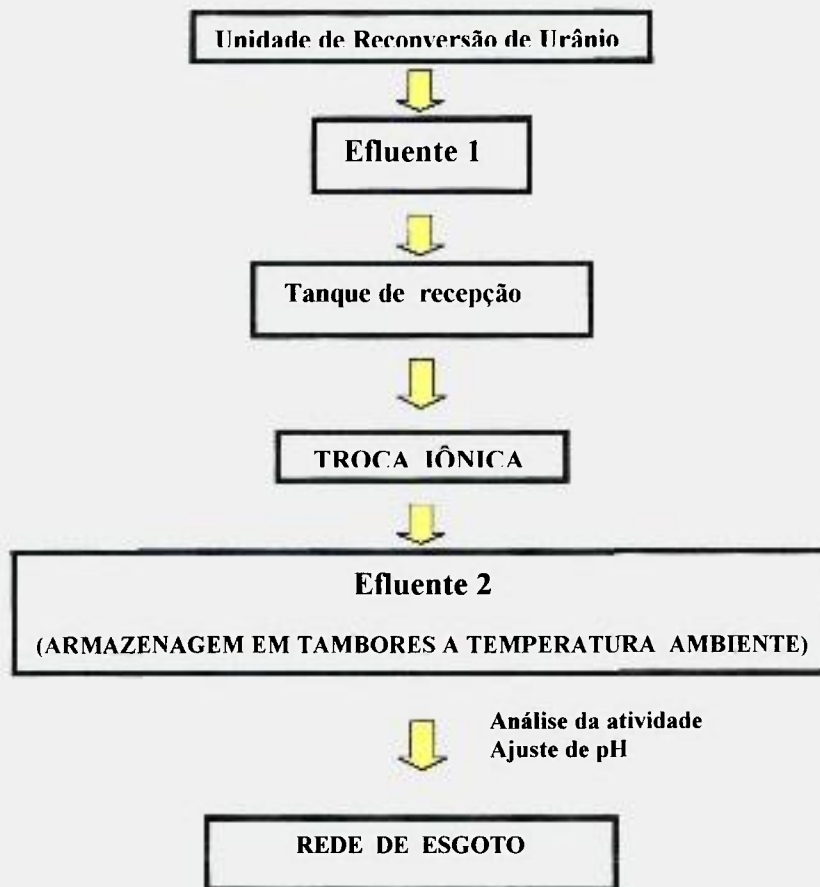 Unidade de Reconversão de Urânio
Efluente 1
Tanque de recepção
TROCA IÔNICA
Efluente 2
(ARMAZENAGEM EM TAMBORES A TEMPERATURA AMBIENTE)
Análise da atividade
Ajuste de pH
REDE DE ESGOTO